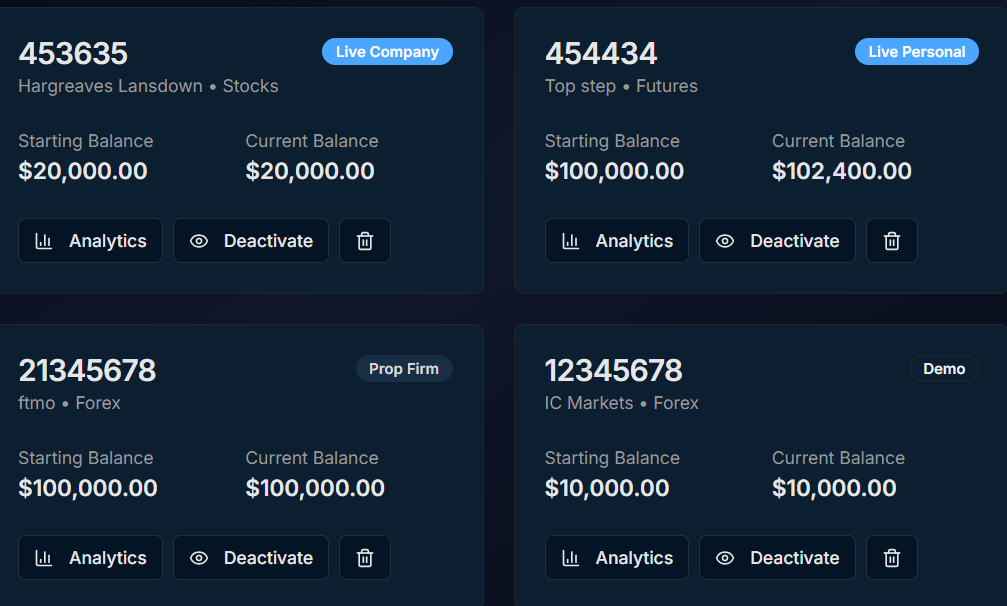 453635
Live Company
Hargreaves Lansdown • Stocks
Starting Balance
Current Balance
$20,000.00
$20,000.00
Analytics
Deactivate
454434
Live Personal
Top step • Futures
Starting Balance
Current Balance
$100,000.00
$102,400.00
Analytics
Deactivate
21345678
Prop Firm
ftmo • Forex
Starting Balance
Current Balance
$100,000.00
$100,000.00
Analytics
Deactivate
12345678
Demo
IC Markets • Forex
Starting Balance
Current Balance
$10,000.00
$10,000.00
Analytics
Deactivate